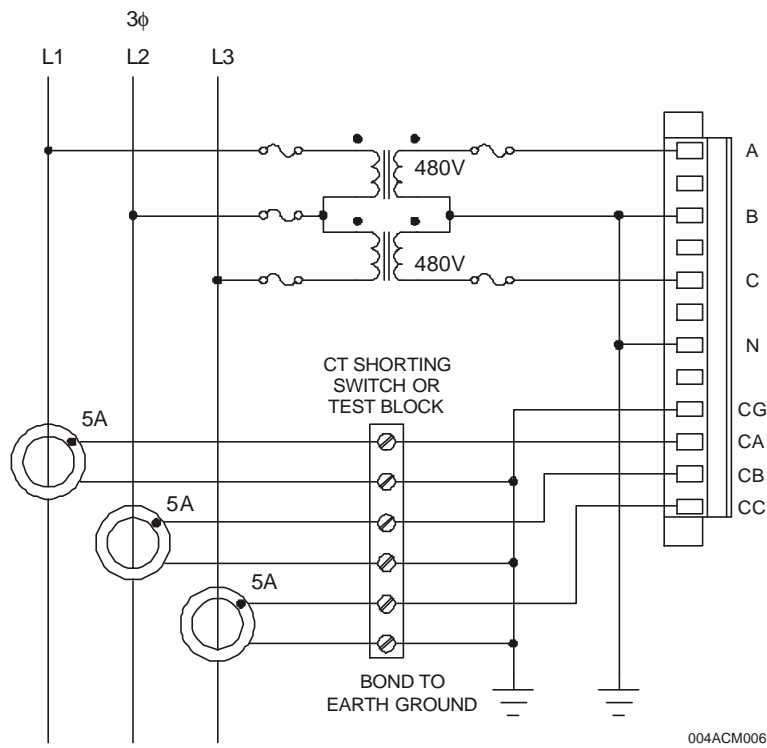 3ϕ
L1 L2 L3
A
480V
B
480V
C
N
CT SHORTING
SWITCH OR
TEST BLOCK
CG
5A
CA
CB
5A
CC
5A
BOND TO
EARTH GROUND
004ACM006